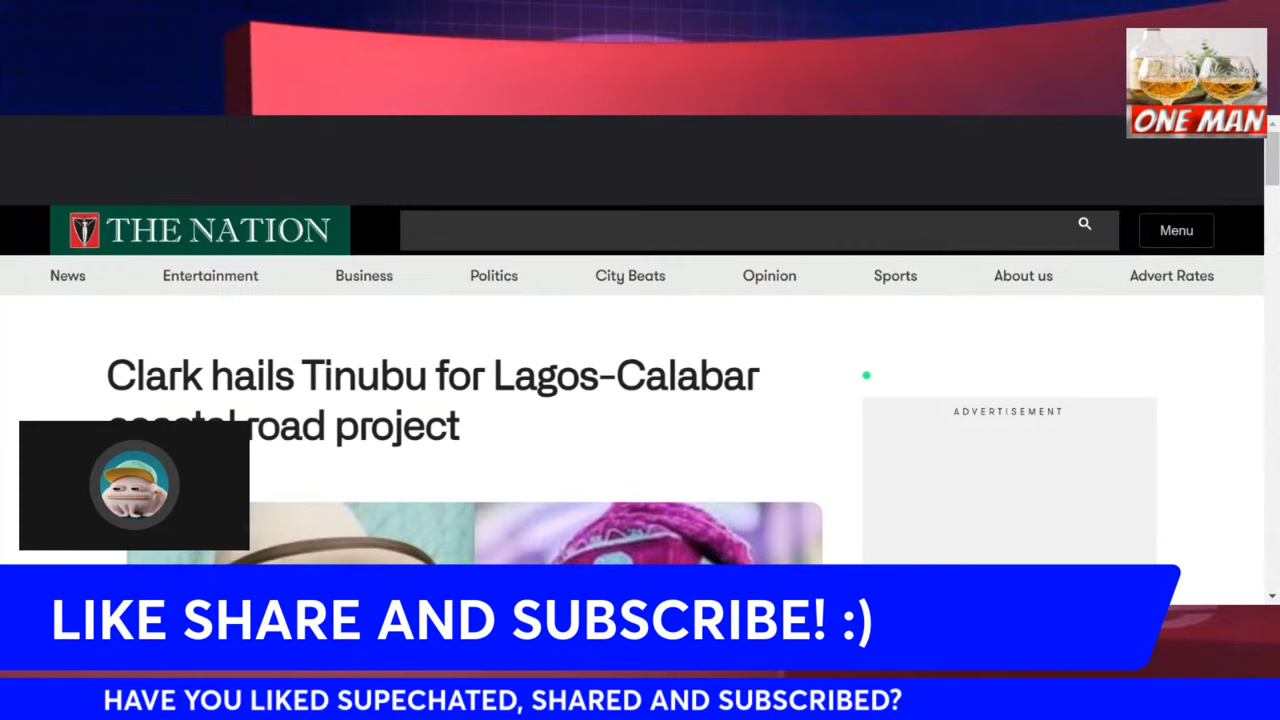 ONE MAN
THE NATION
Menu
News Entertainment Business Politics City Beats Opinion Sports About us Advert Rates
Clark hails Tinubu for Lagos-Calabar
coastal road project
ADVERTISEMENT
LIKE SHARE AND SUBSCRIBE! :)
HAVE YOU LIKED SUPECHATED, SHARED AND SUBSCRIBED?